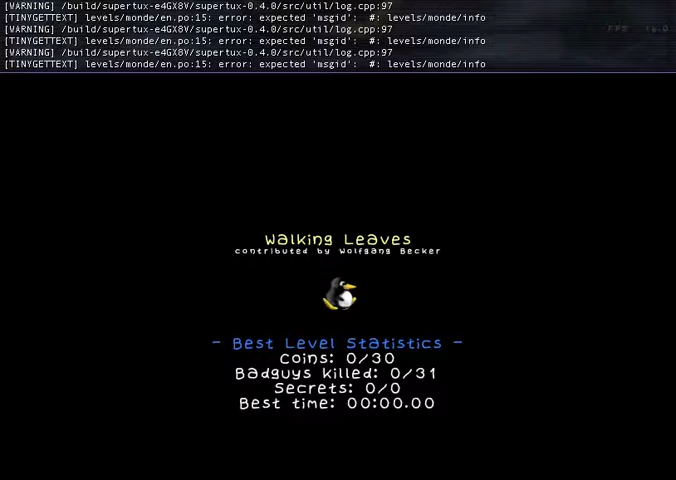 [WARNING] /build/supertux-e4GX8V/supertux-0.4.0/src/util/log.cpp:97
[TINYGETTEXT] levels/monde/en.po:15: error: expected 'msgid':  #: levels/monde/info
[WARNING] /build/supertux-e4GX8V/supertux-0.4.0/src/util/log.cpp:97
[TINYGETTEXT] levels/monde/en.po:15: error: expected 'msgid':  #: levels/monde/info
[WARNING] /build/supertux-e4GX8V/supertux-0.4.0/src/util/log.cpp:97
[TINYGETTEXT] levels/monde/en.po:15: error: expected 'msgid':  #: levels/monde/info
Walking Leaves
contributed by Wolfgang Becker
- Best Level Statistics -
Coins: 0/30
Badguys killed: 0/31
Secrets: 0/0
Best time: 00:00.00